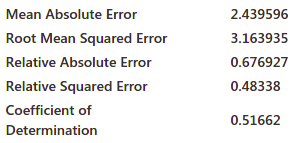 Mean Absolute Error 2.439596
Root Mean Squared Error 3.163935
Relative Absolute Error 0.676927
Relative Squared Error 0.48338
Coefficient of
Determination 0.51662